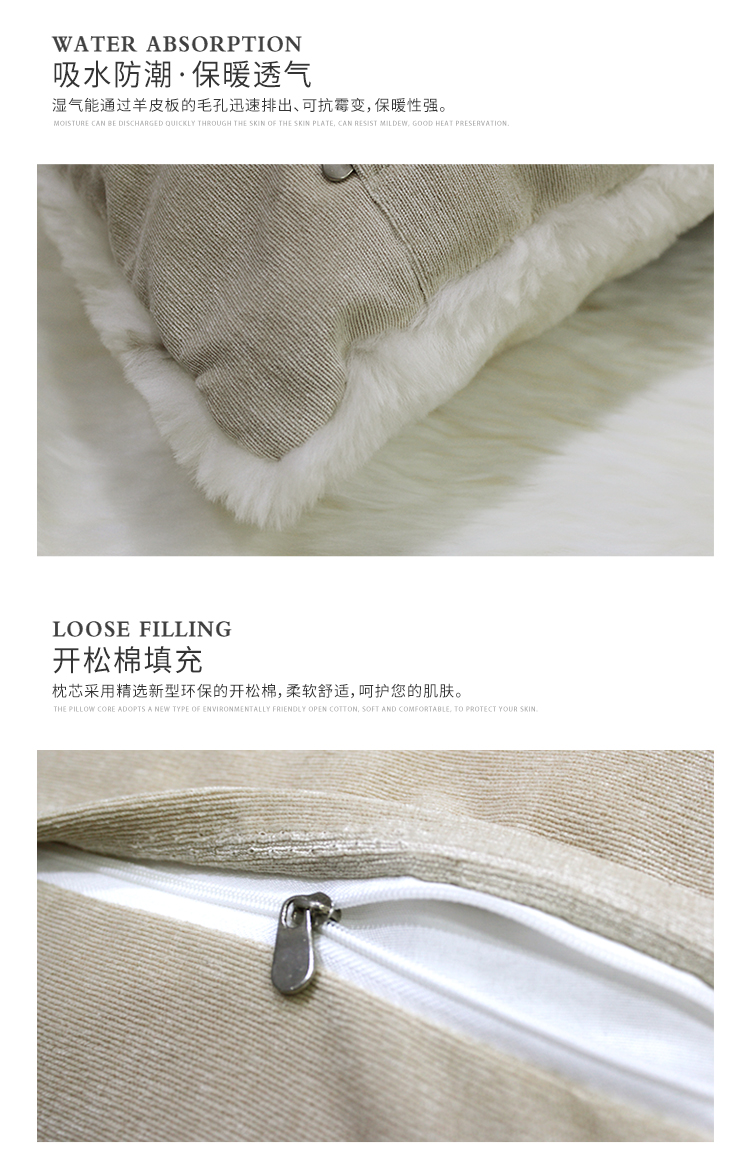 WATER ABSORPTION
吸水防潮·保暖透气
湿气能通过羊皮板的毛孔迅速排出、可抗霉变，保暖性强。
MOISTURE CAN BE DISCHARGED QUICKLY THROUGH THE SKIN OF THE SKIN PLATE, CAN RESIST MILDEW, GOOD HEAT PRESERVATION.
LOOSE FILLING
开松棉填充
枕芯采用精选新型环保的开松棉，柔软舒适，呵护您的肌肤。
THE PILLOW CORE ADOPTS A NEW TYPE OF ENVIRONMENTALLY FRIENDLY OPEN COTTON, SOFT AND COMFORTABLE, TO PROTECT YOUR SKIN.